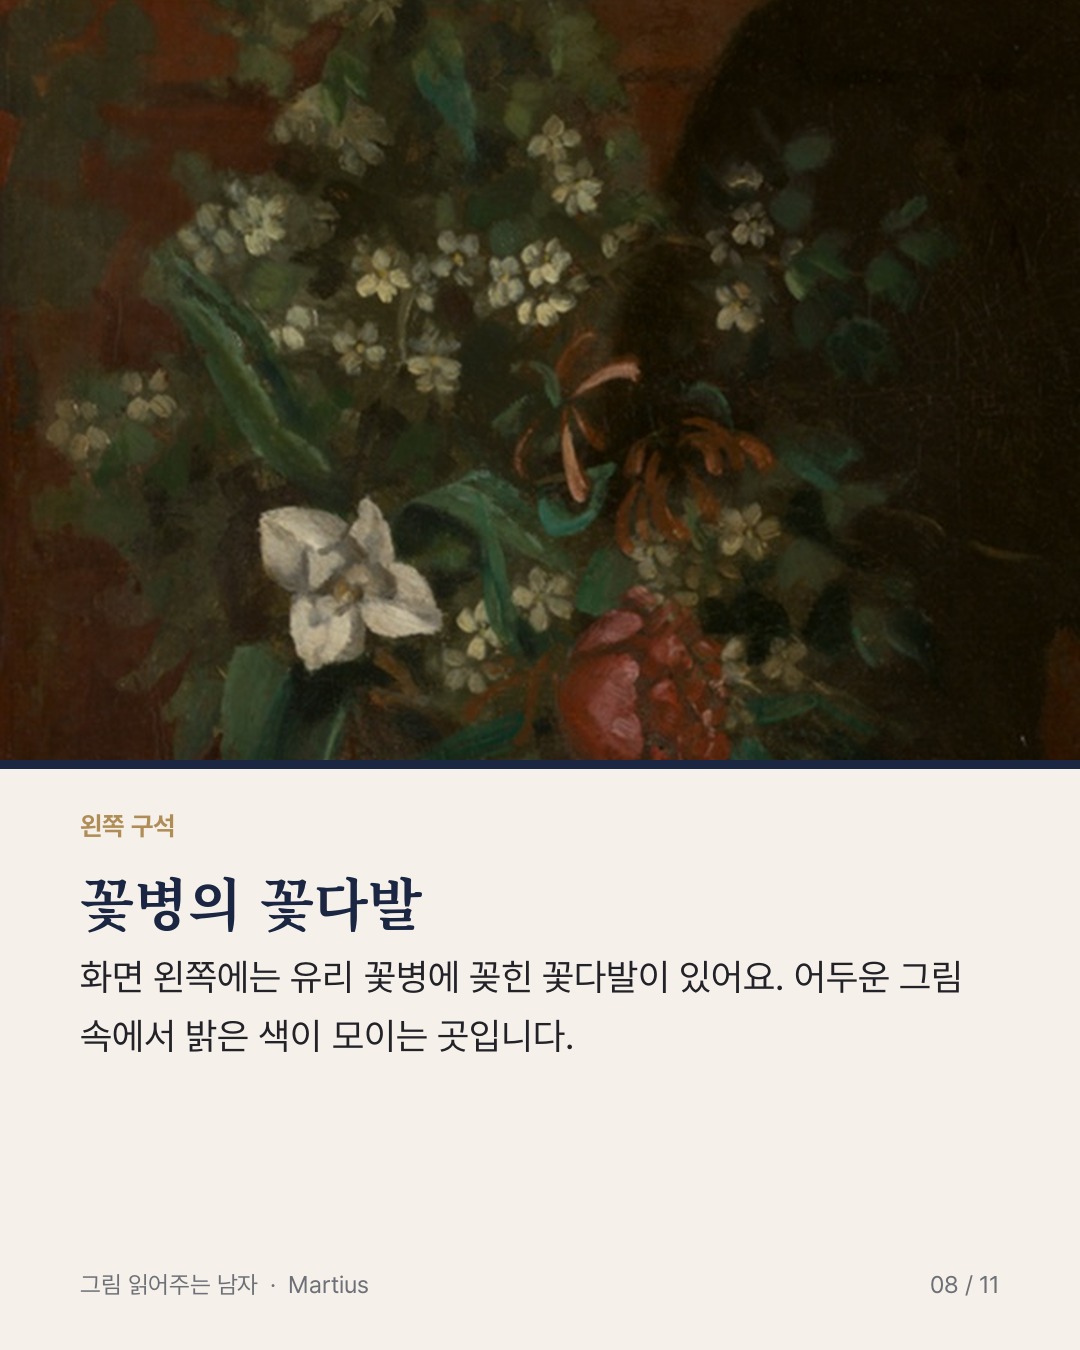 왼쪽 구석
꽃병의 꽃다발
화면 왼쪽에는 유리 꽃병에 꽂힌 꽃다발이 있어요. 어두운 그림
속에서 밝은 색이 모이는 곳입니다.
그림 읽어주는 남자 · Martius
08 / 11